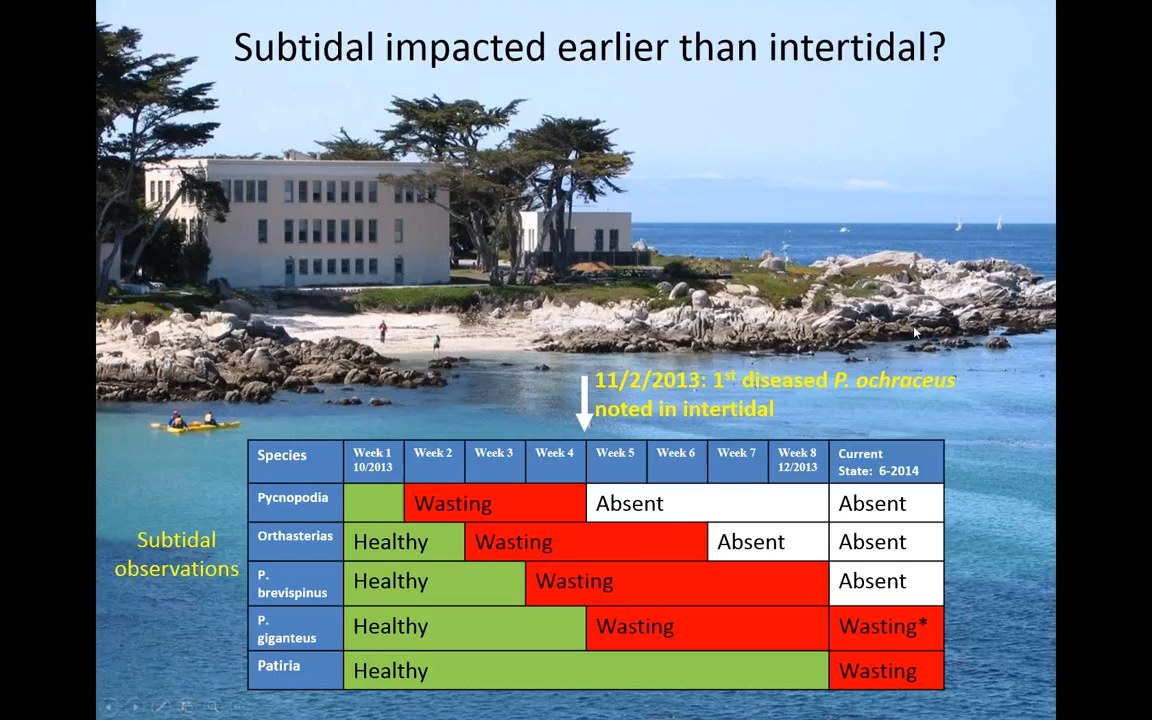 Subtidal impacted earlier than intertidal?
11/2/2013: 1st diseased P. ochraceus
noted in intertidal
Subtidal
observations
Species
Week 1
10/2013
Week 2
Week 3
Week 4
Week 5
Week 6
Week 7
Week 8
12/2013
Current
State: 6-2014
Pycnopodia
Wasting
Absent
Absent
Orthasterias
Healthy
Wasting
Absent
Absent
P.
brevispinus
Healthy
Wasting
Absent
P.
giganteus
Healthy
Wasting
Wasting*
Patiria
Healthy
Wasting